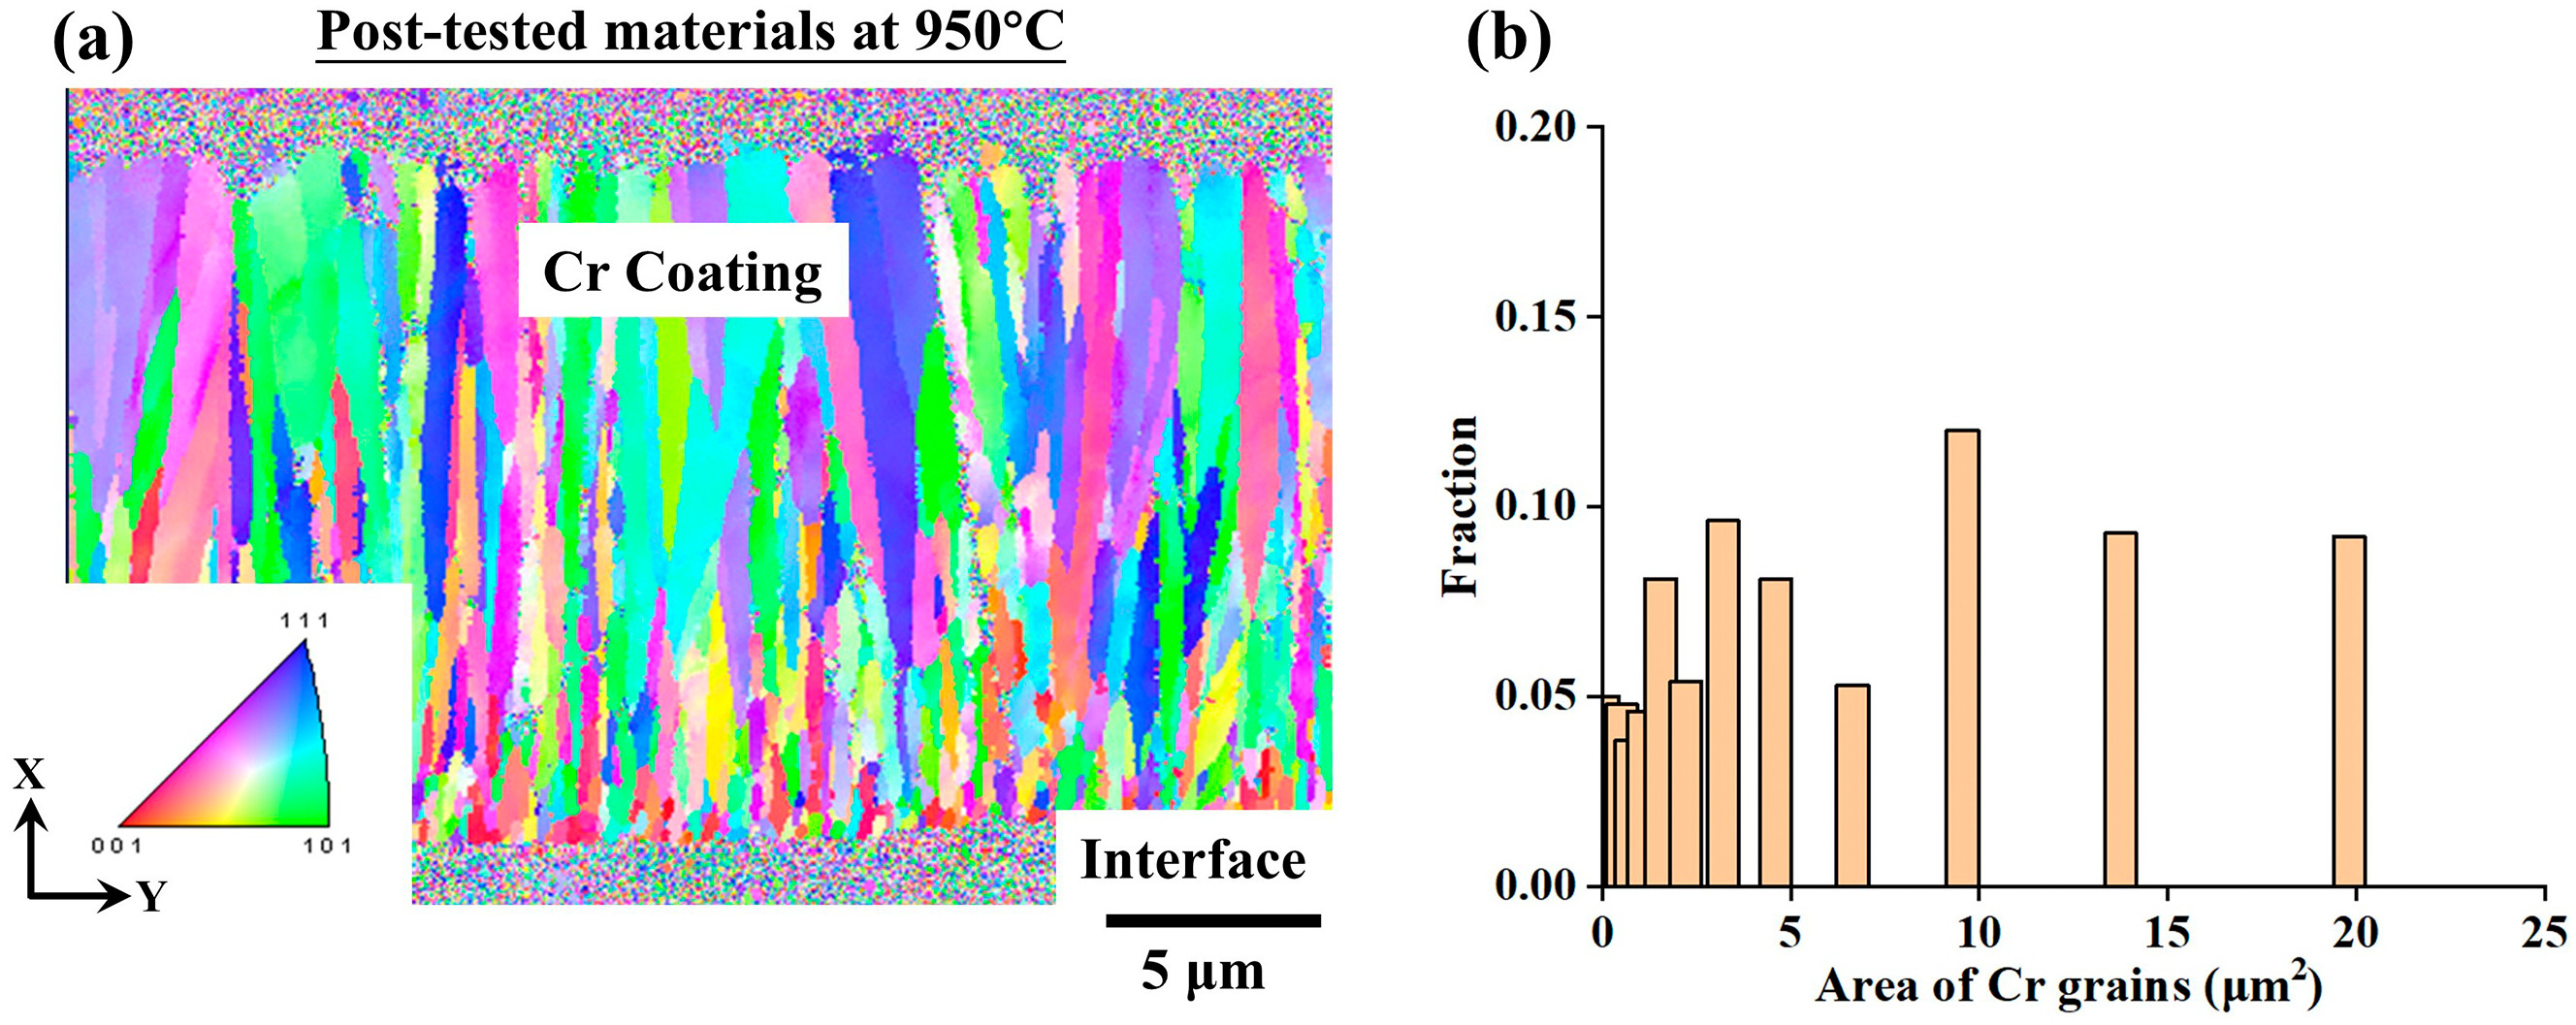 (a)
Post-tested materials at 950°C
Cr Coating
111
001
101
X
Y
Interface
5 μm
(b)
0.20
0.15
0.10
0.05
0.00
Fraction
0 5 10 15 20 25
Area of Cr grains (μm²)